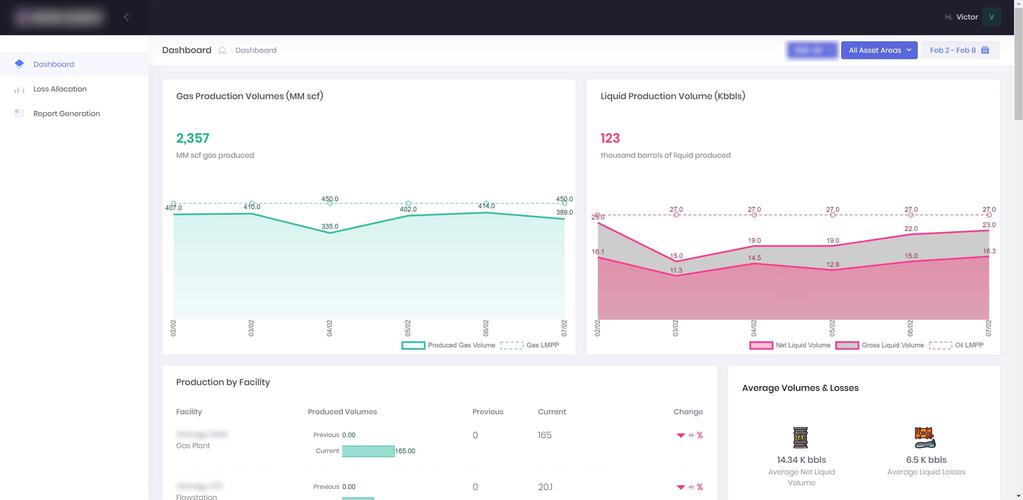 Hi, Victor V
Dashboard - Dashboard
All Asset Areas
Feb 2 - Feb 8
Dashboard
Loss Allocation
Report Generation
Gas Production Volumes (MM scf)
2,357
MM scf gas produced
450.0 450.0
407.0 410.0 335.0 402.0 414.0 389.0
02/02 03/02 04/02 05/02 06/02 07/02
Produced Gas Volume Gas LMPP
Liquid Production Volume (Kbbls)
123
thousand barrels of liquid produced
27.0 27.0 27.0 27.0 27.0
15.0 19.0 19.0 22.0 23.0
16.1 11.3 14.5 12.8 15.0 16.3
02/02 03/02 04/02 05/02 06/02 07/02
Net Liquid Volume Gross Liquid Volume Oil LMPP
Production by Facility
Facility Produced Volumes Previous Current Change
Gas Plant
Previous 0.00
Current 165.00
0 165 ∞ %
Flowstation
Previous 0.00
0 20.1 ∞ %
Average Volumes & Losses
14.34 K bbls
Average Net Liquid
Volume
6.5 K bbls
Average Liquid Losses